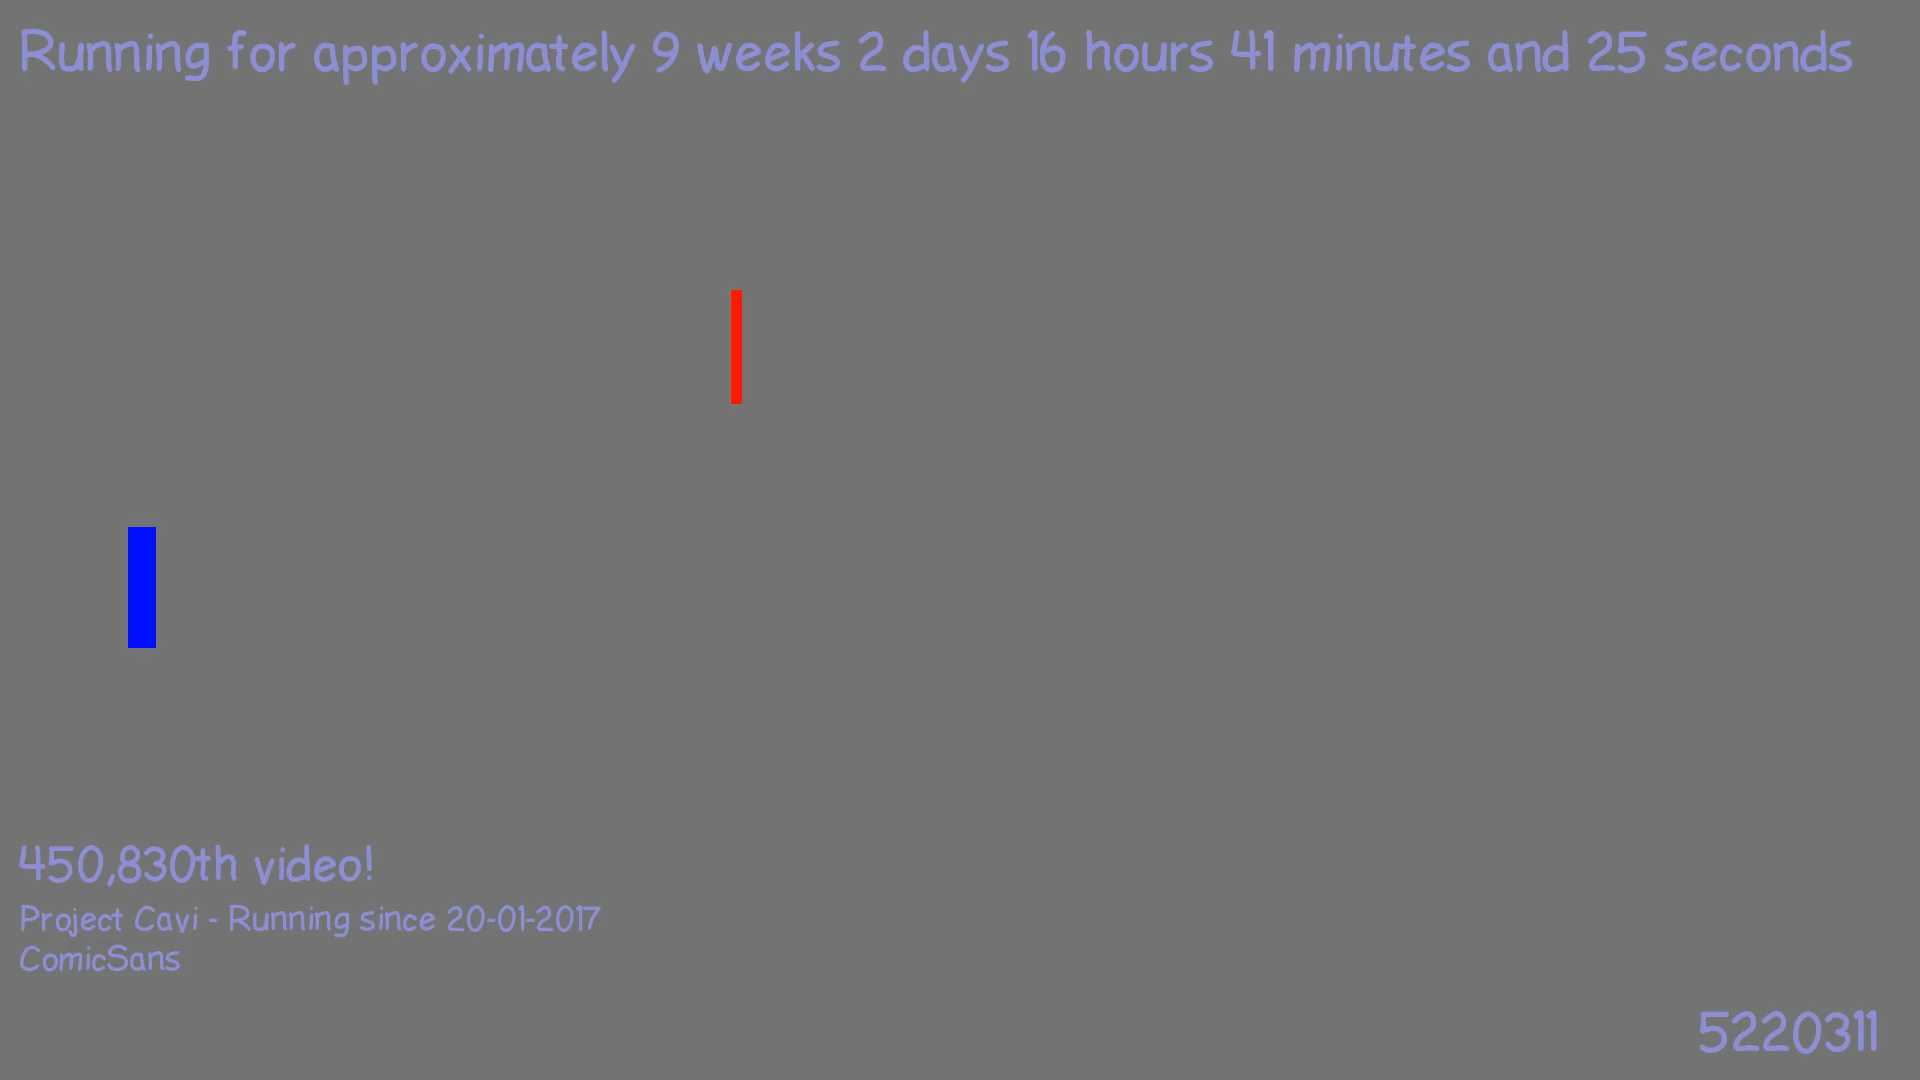 Running for approximately 9 weeks 2 days 16 hours 41 minutes and 25 seconds
450,830th video!
Project Cavi - Running since 20-01-2017
ComicSans
5220311